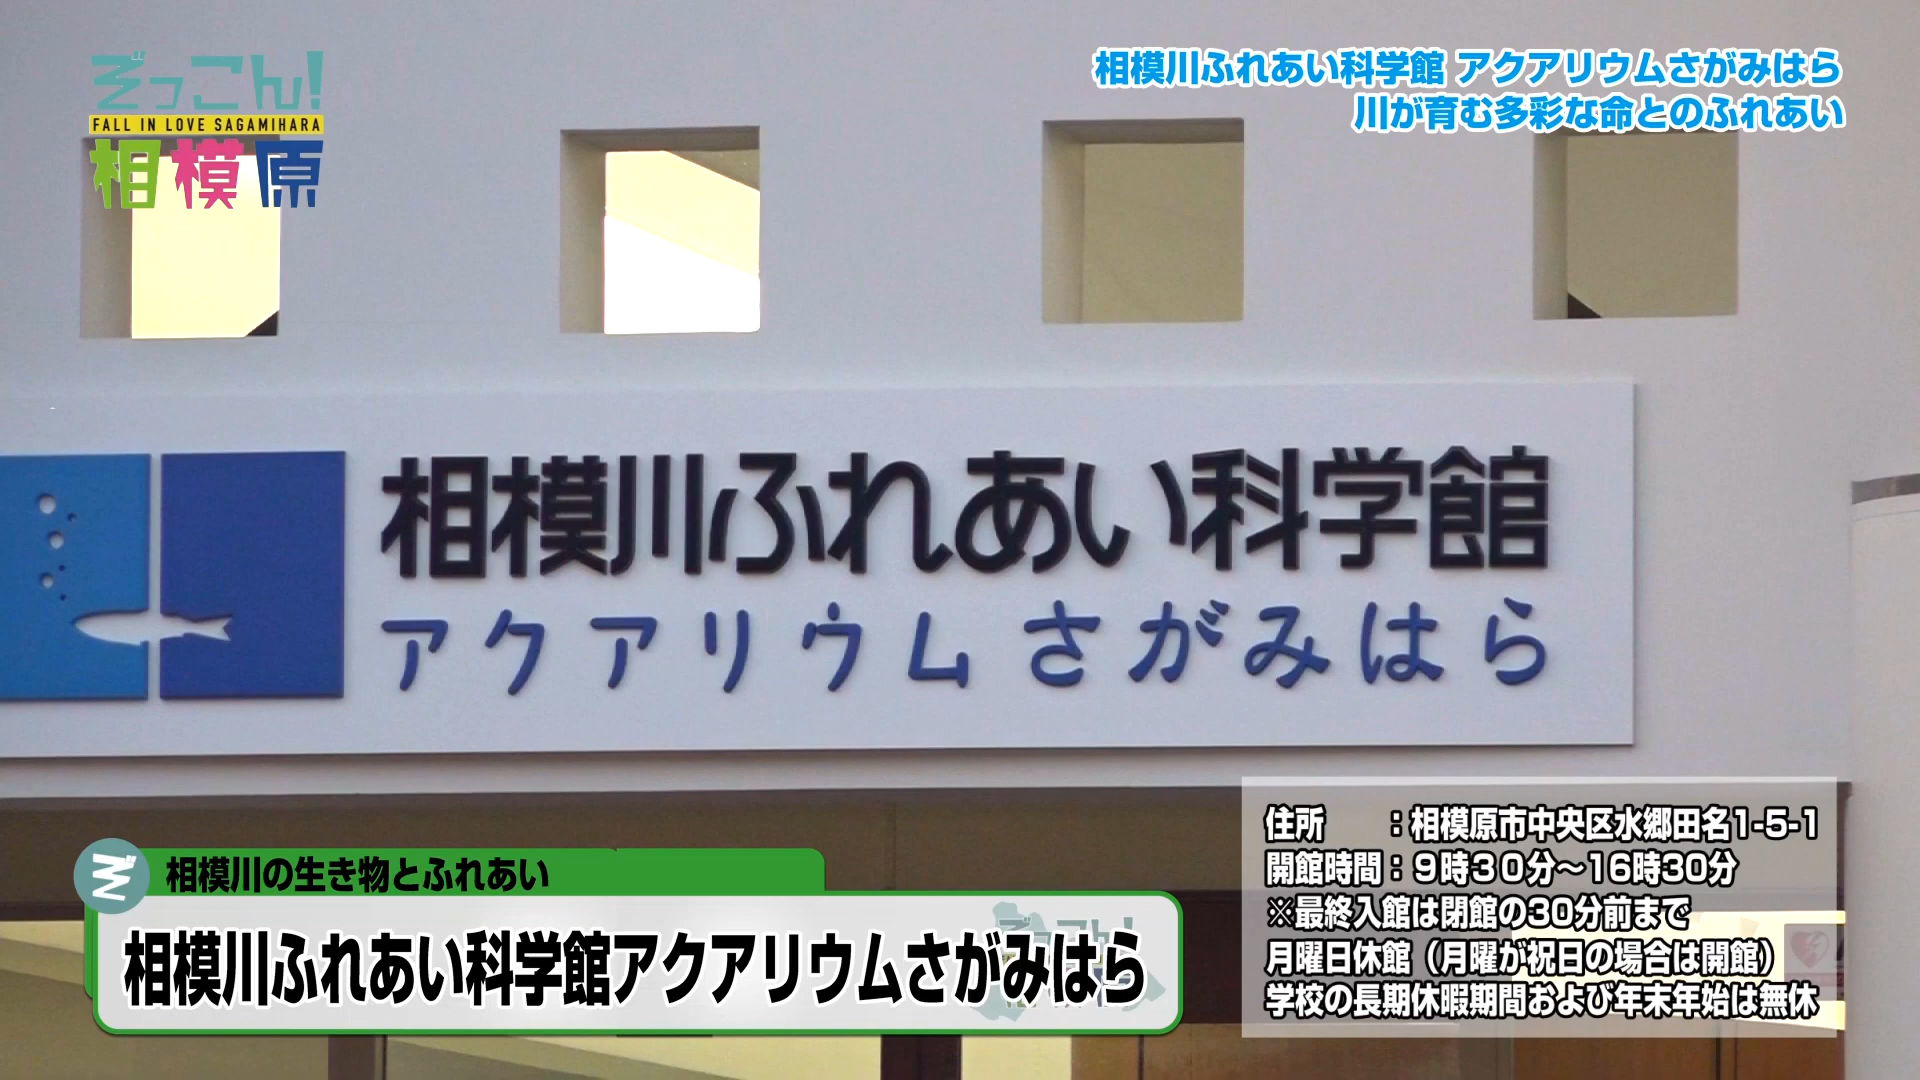 ぞっこん!
FALL IN LOVE SAGAMIHARA
相模原
相模川ふれあい科学館 アクアリウムさがみはら
川が育む多彩な命とのふれあい
相模川ふれあい科学館
アクアリウムさがみはら
住所　　：相模原市中央区水郷田名1-5-1
開館時間：９時３０分〜16時30分
※最終入館は閉館の30分前まで
月曜日休館（月曜が祝日の場合は開館）
学校の長期休暇期間および年末年始は無休
ぞ
相模川の生き物とふれあい
相模川ふれあい科学館アクアリウムさがみはら